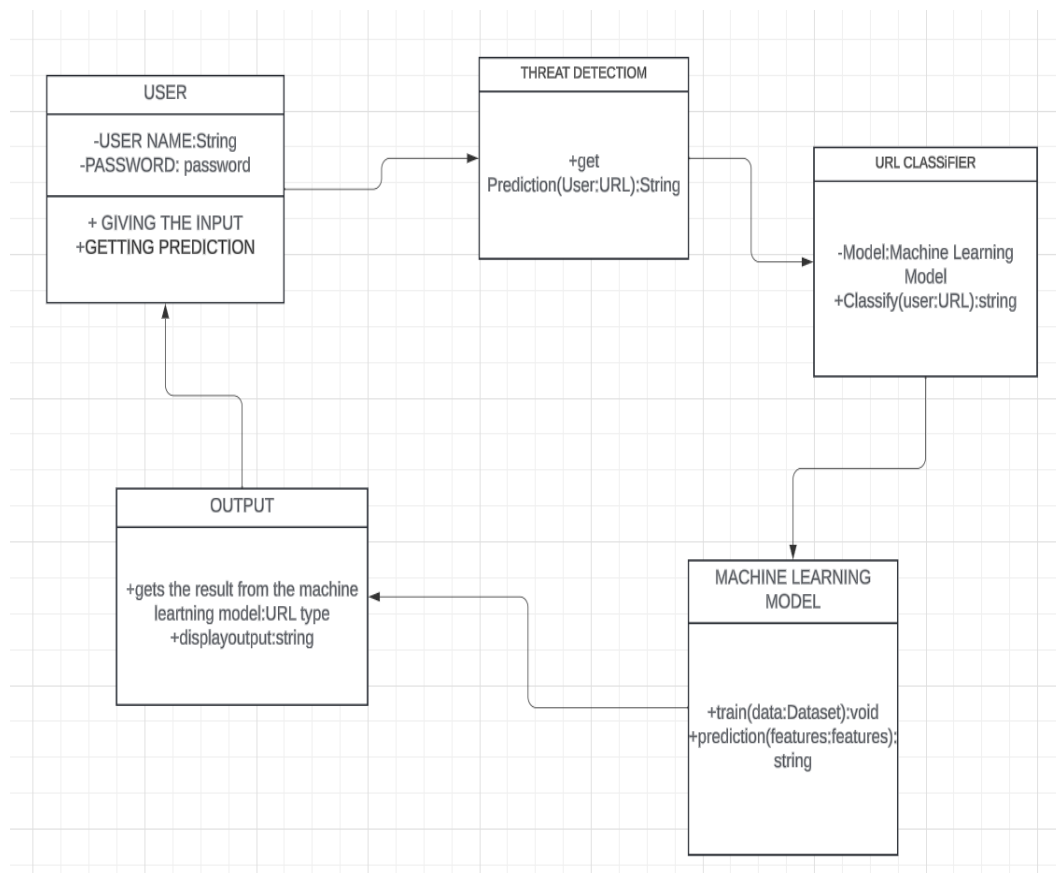 USER
-USER NAME:String
-PASSWORD: password
+ GIVING THE INPUT
+GETTING PREDICTION
THREAT DETECTIOM
+get
Prediction(User:URL):String
URL CLASSiFIER
-Model:Machine Learning
Model
+Classify(user:URL):string
MACHINE LEARNING
MODEL
+train(data:Dataset):void
+prediction(features:features):
string
OUTPUT
+gets the result from the machine
leartning model:URL type
+displayoutput:string